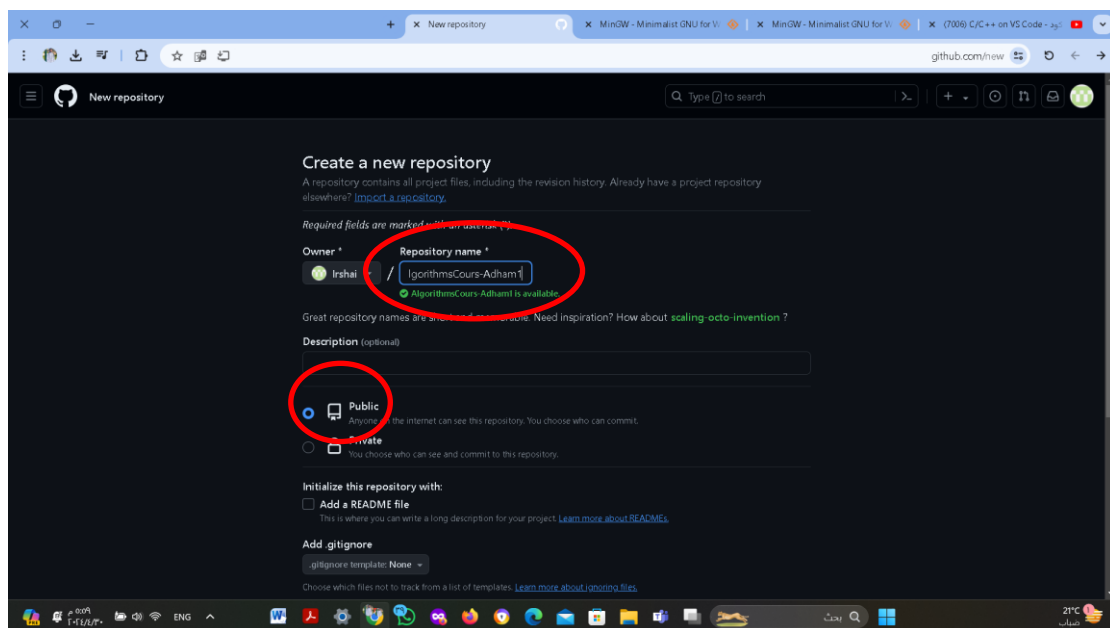 New repository
MinGW - Minimalist GNU for Wi
MinGW - Minimalist GNU for Wi
(7006) C/C++ on VS Code -
github.com/new
New repository
Type / to search
Create a new repository
A repository contains all project files, including the revision history. Already have a project repository
elsewhere? Import a repository.
Required fields are marked with an asterisk (*).
Owner * Repository name *
Irshai / lgorithmsCours-Adham1
AlgorithmsCours-Adham1 is available.
Great repository names are short and memorable. Need inspiration? How about scaling-octo-invention ?
Description (optional)
Public
Anyone on the internet can see this repository. You choose who can commit.
Private
You choose who can see and commit to this repository.
Initialize this repository with:
Add a README file
This is where you can write a long description for your project. Learn more about READMEs.
Add .gitignore
.gitignore template: None
Choose which files not to track from a list of templates. Learn more about ignoring files.
ENG
بحث
21°C
ضباب